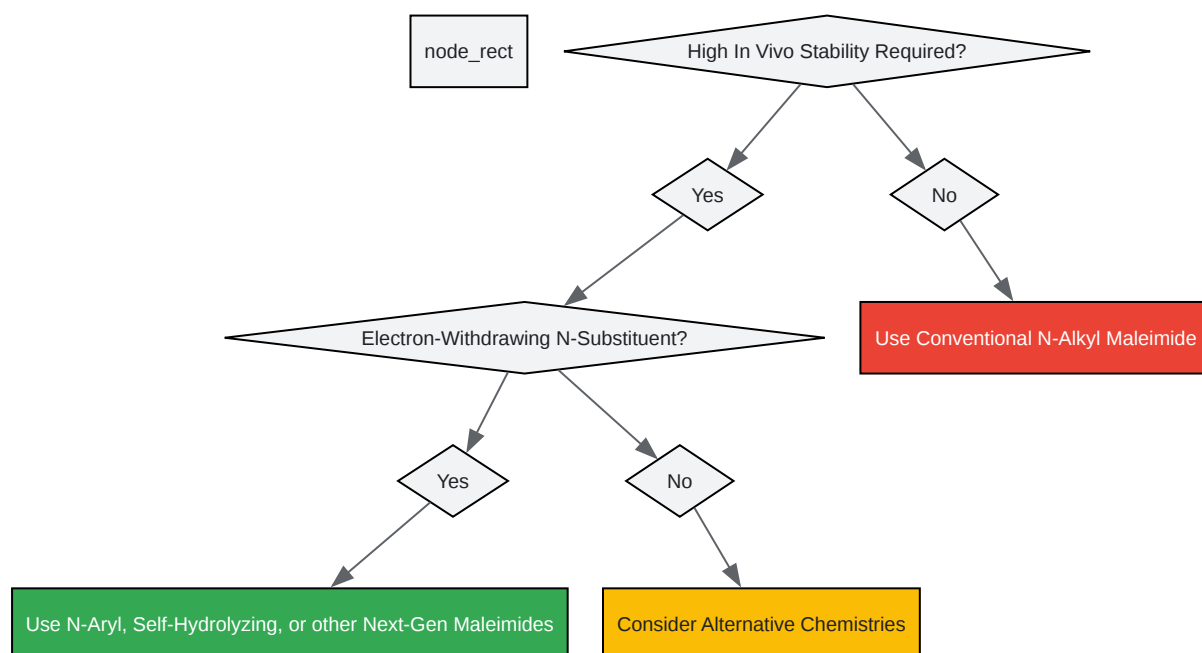 node_rect
High In Vivo Stability Required?
Yes
No
Electron-Withdrawing N-Substituent?
Use Conventional N-Alkyl Maleimide
Yes
No
Use N-Aryl, Self-Hydrolyzing, or other Next-Gen Maleimides
Consider Alternative Chemistries